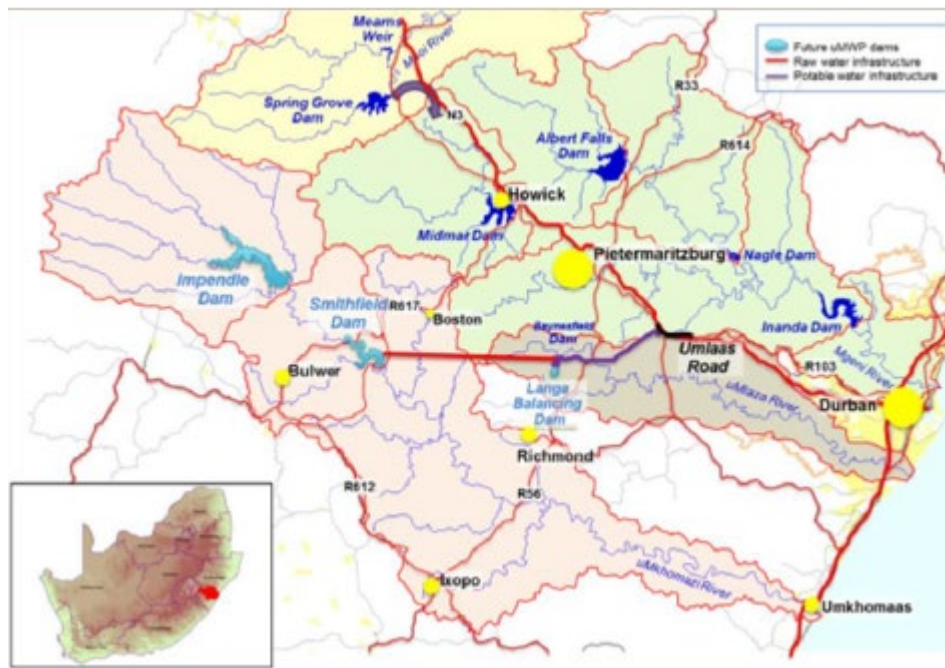 Mearns
Weir
Mooi River
Future uMWP dams
Raw water infrastructure
Potable water infrastructure
Spring Grove
Dam
N3
R33
Albert Falls
Dam
R614
Howick
Midmar Dam
Pietermaritzburg
Nagle Dam
Impendle
Dam
Smithfield
Dam
R617
Boston
Baynesfield
Dam
Inanda Dam
Umlaas
Road
Mgeni River
R103
Bulwer
Langa
Balancing
Dam
uMlaza River
Durban
Richmond
R612
R56
Ixopo
uMkhomazi River
Umkhomaas